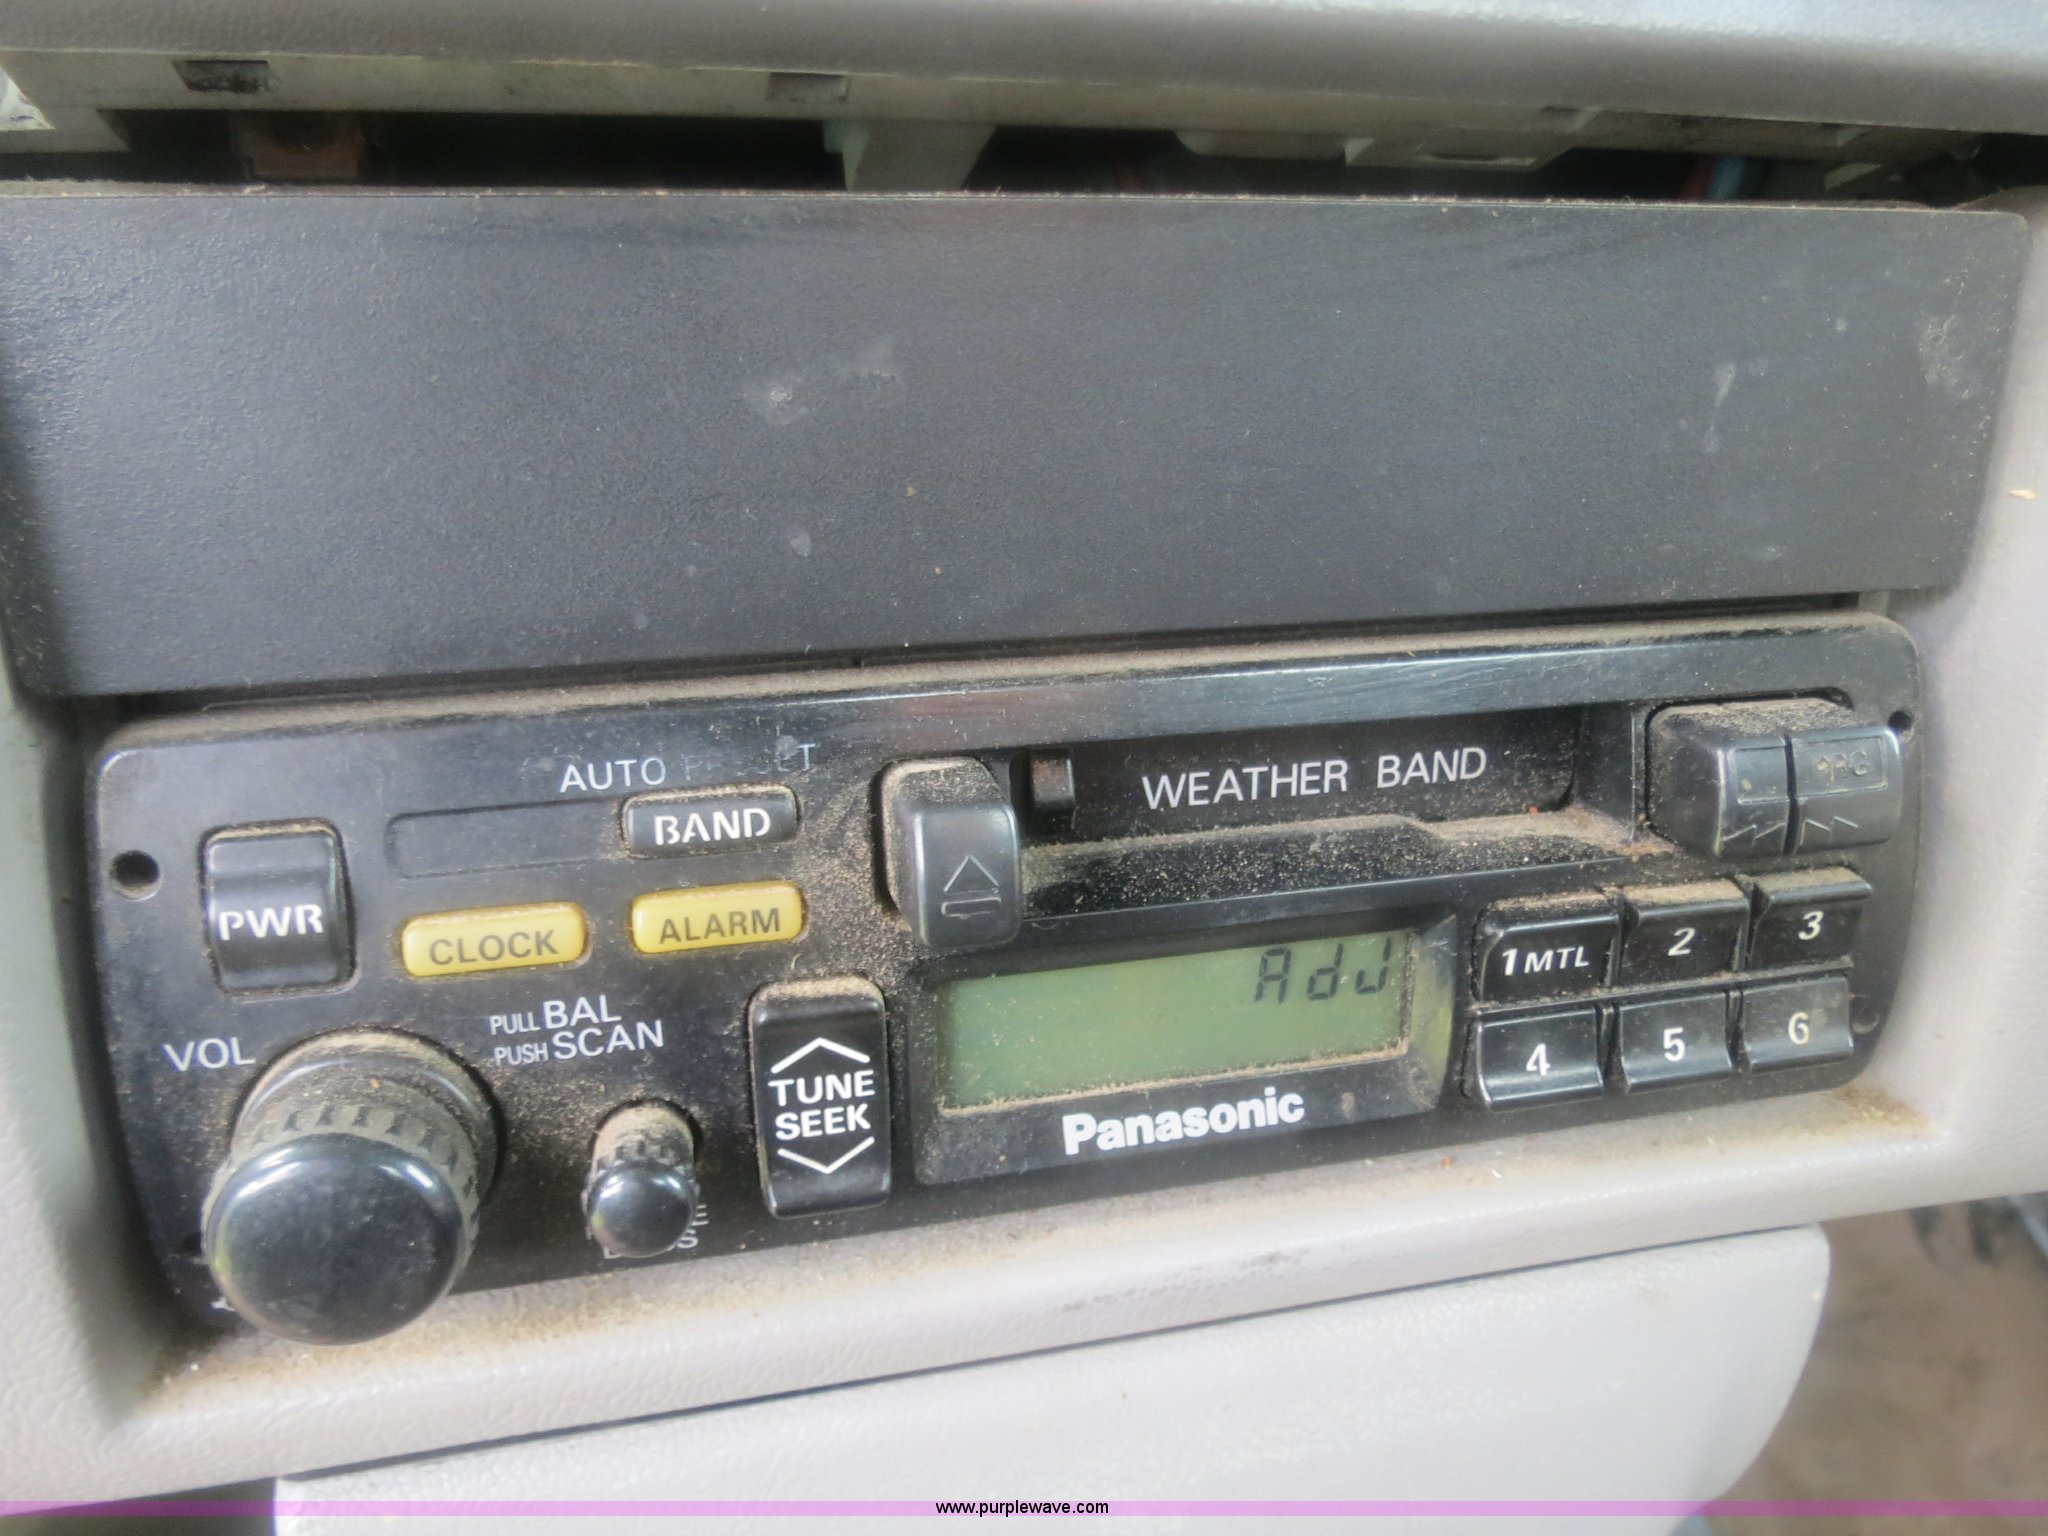 AUTO
BAND
WEATHER BAND
PRG
PWR
CLOCK
ALARM
AdJ
1 MTL
2
3
4
5
6
VOL
PULL BAL
PUSH SCAN
TUNE
SEEK
Panasonic
www.purplewave.com